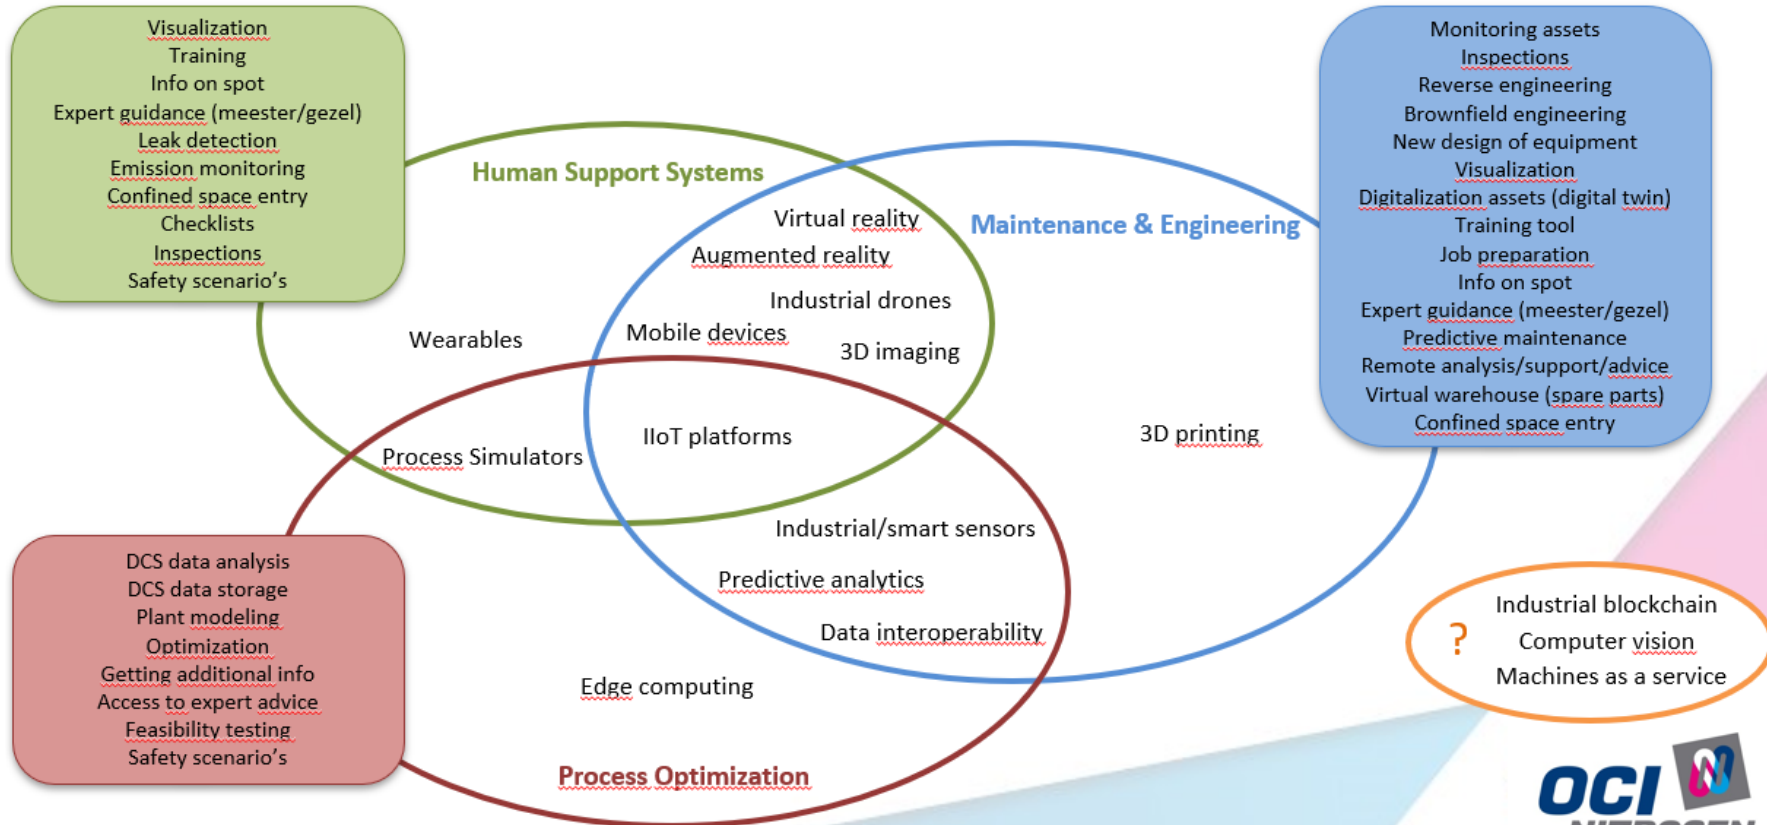 Visualization
Training
Info on spot
Expert guidance (meester/gezel)
Leak detection
Emission monitoring
Confined space entry
Checklists
Inspections
Safety scenario's
Human Support Systems
Virtual reality
Augmented reality
Industrial drones
Mobile devices
3D imaging
Wearables
Maintenance & Engineering
Monitoring assets
Inspections
Reverse engineering
Brownfield engineering
New design of equipment
Visualization
Digitalization assets (digital twin)
Training tool
Job preparation
Info on spot
Expert guidance (meester/gezel)
Predictive maintenance
Remote analysis/support/advice
Virtual warehouse (spare parts)
Confined space entry
3D printing
IIoT platforms
Process Simulators
Industrial/smart sensors
Predictive analytics
Data interoperability
Edge computing
Process Optimization
DCS data analysis
DCS data storage
Plant modeling
Optimization
Getting additional info
Access to expert advice
Feasibility testing
Safety scenario's
?
Industrial blockchain
Computer vision
Machines as a service
OCI
NITROGEN